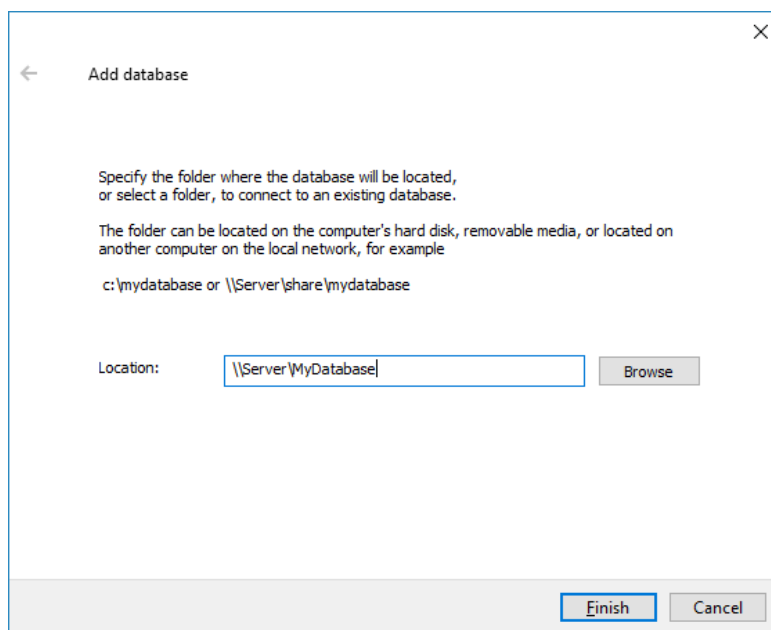 Add database
Specify the folder where the database will be located,
or select a folder, to connect to an existing database.
The folder can be located on the computer's hard disk, removable media, or located on
another computer on the local network, for example
c:\mydatabase or \\Server\share\mydatabase
Location:
\\Server\MyDatabase
Browse
Finish
Cancel